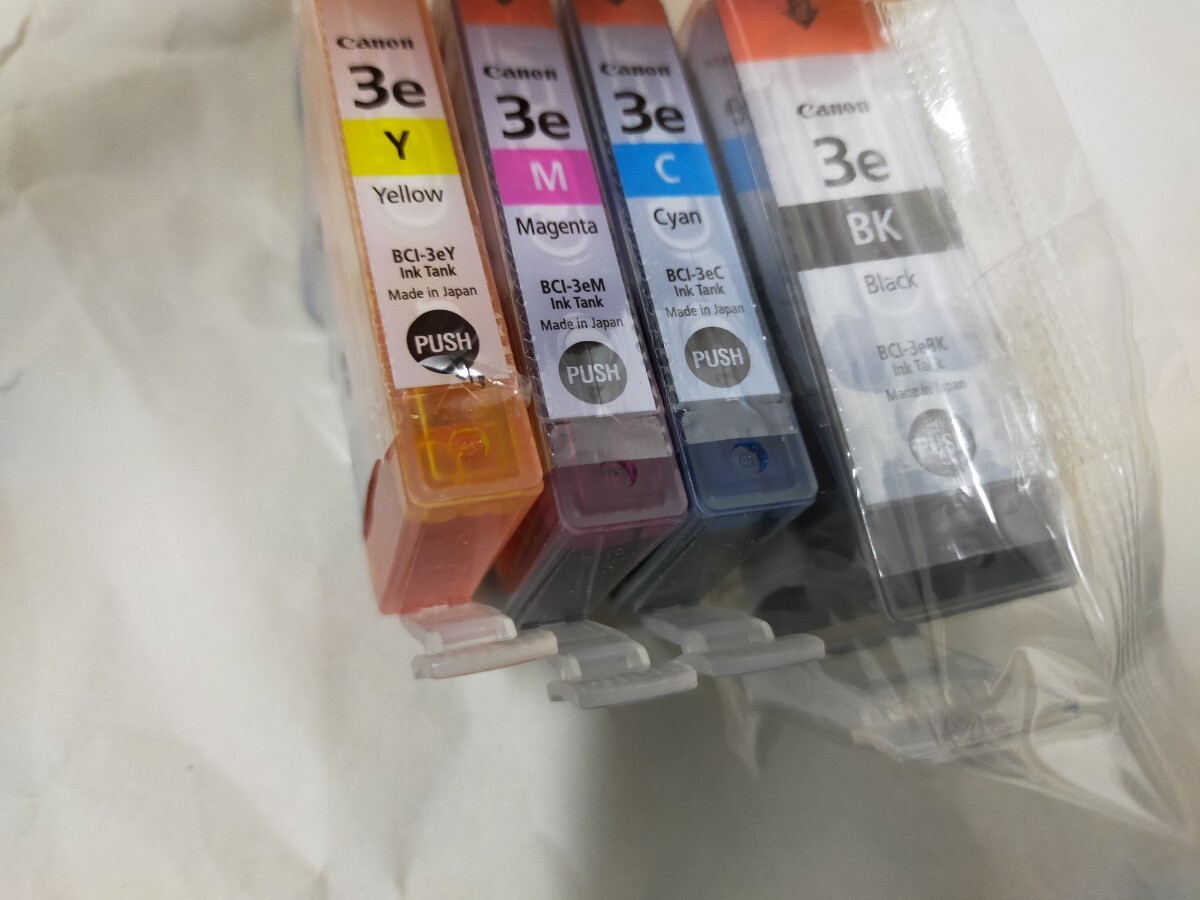 Canon
3e
Y
Yellow
BCI-3eY
Ink Tank
Made in Japan
PUSH
Canon
3e
M
Magenta
BCI-3eM
Ink Tank
Made in Japan
PUSH
Canon
3e
C
Cyan
BCI-3eC
Ink Tank
Made in Japan
PUSH
Canon
3e
BK
Black
BCI-3eBK
Ink Tank
Made in Japan
PUSH